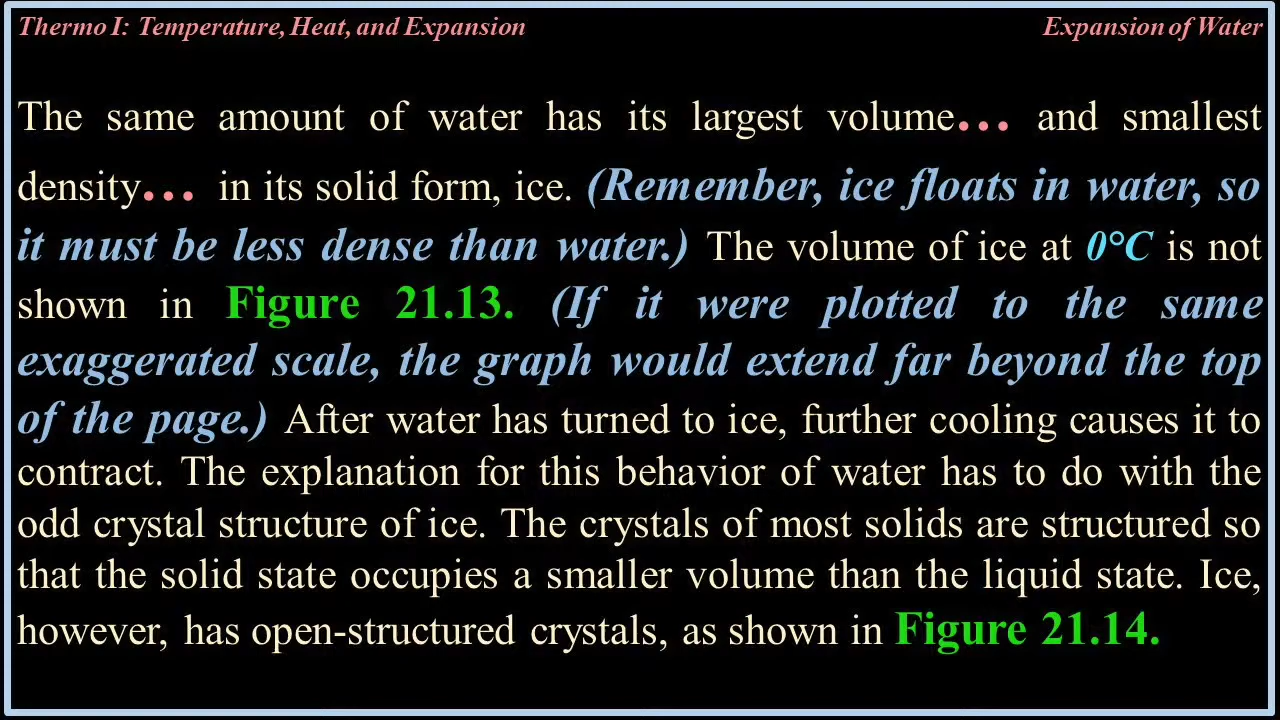 Thermo I: Temperature, Heat, and Expansion
Expansion of Water
The same amount of water has its largest volume... and smallest
density... in its solid form, ice. (Remember, ice floats in water, so
it must be less dense than water.) The volume of ice at 0°C is not
shown in Figure 21.13. (If it were plotted to the same
exaggerated scale, the graph would extend far beyond the top
of the page.) After water has turned to ice, further cooling causes it to
contract. The explanation for this behavior of water has to do with the
odd crystal structure of ice. The crystals of most solids are structured so
that the solid state occupies a smaller volume than the liquid state. Ice,
however, has open-structured crystals, as shown in Figure 21.14.